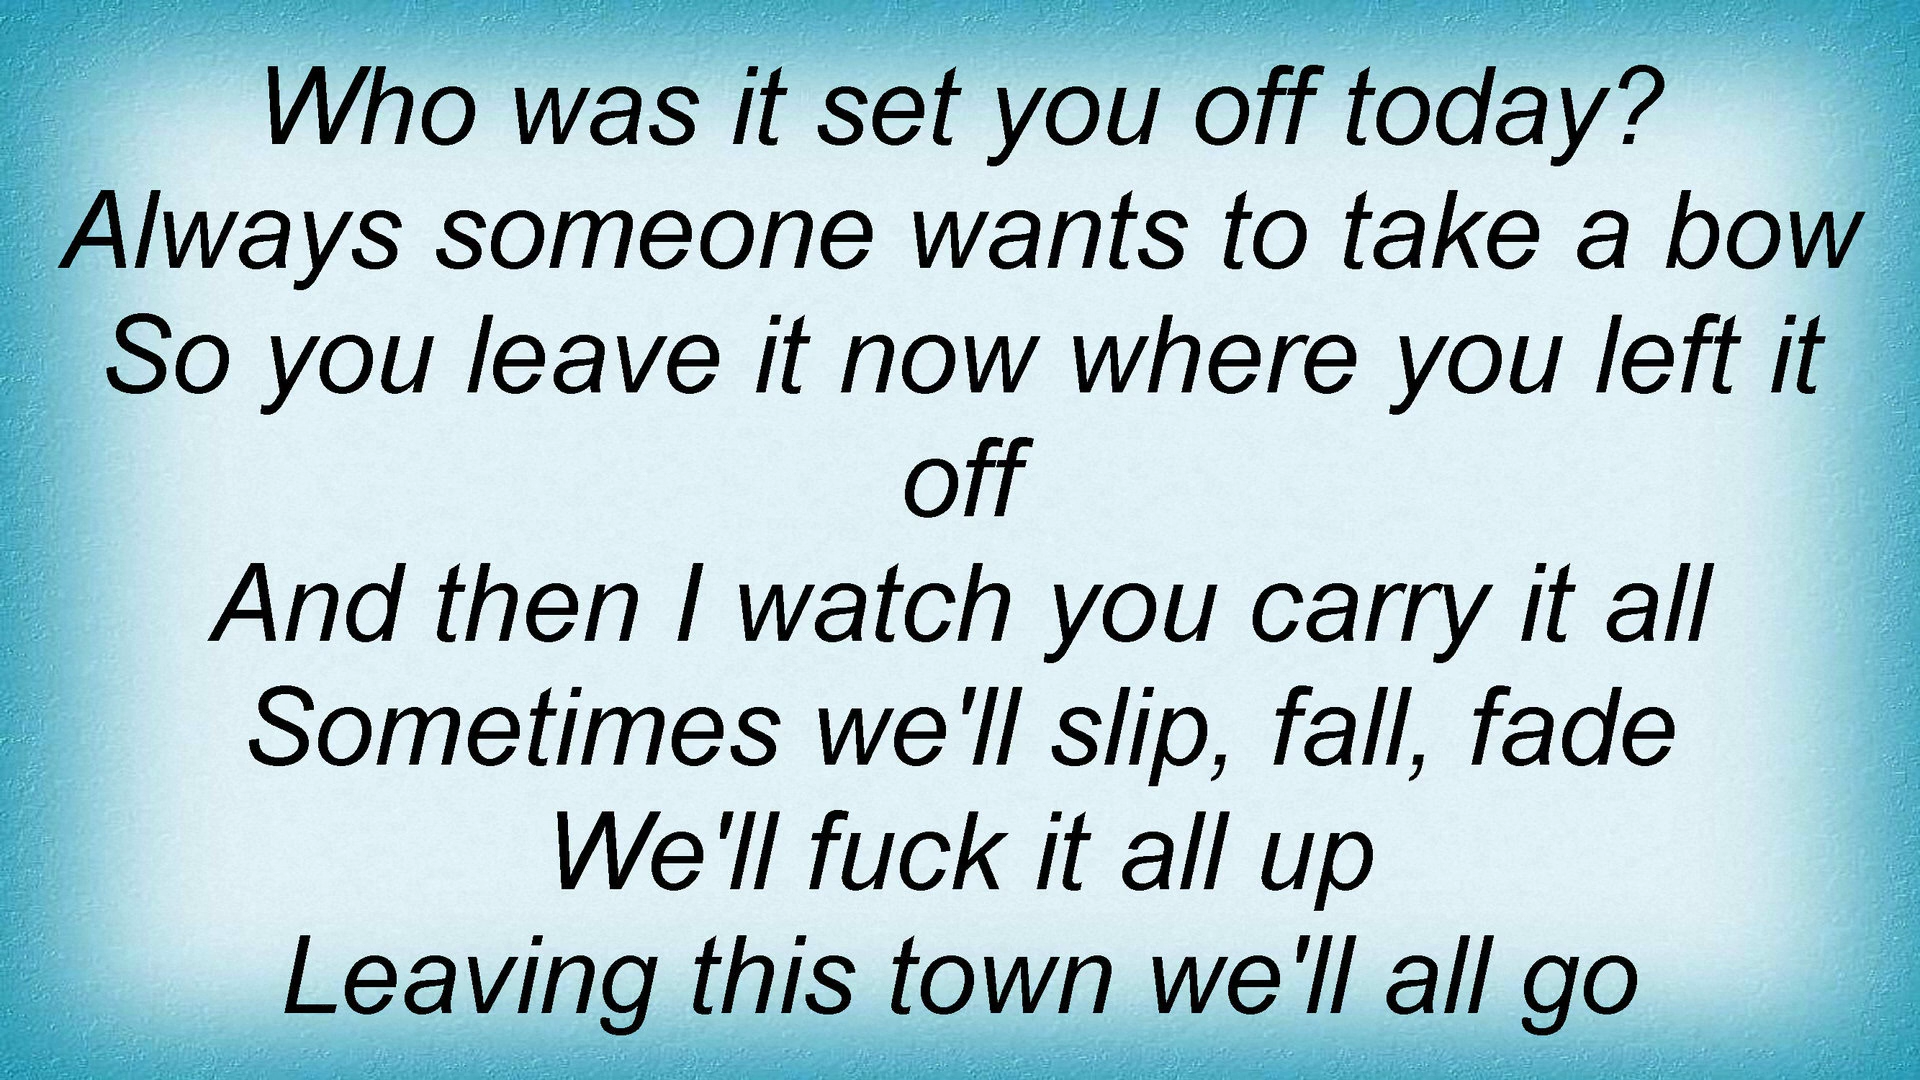 Who was it set you off today?
Always someone wants to take a bow
So you leave it now where you left it
off
And then I watch you carry it all
Sometimes we'll slip, fall, fade
We'll fuck it all up
Leaving this town we'll all go